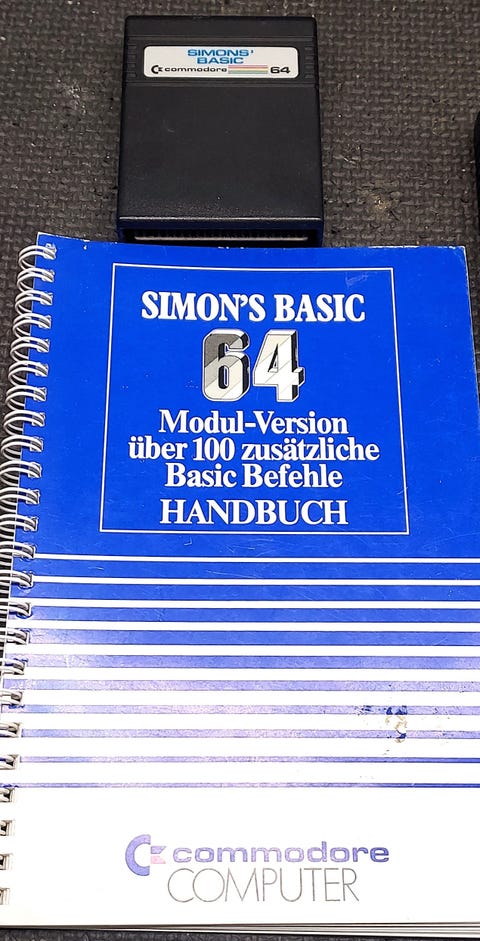 SIMONS'
BASIC
commodore 64
SIMON'S BASIC
64
Modul-Version
über 100 zusätzliche
Basic Befehle
HANDBUCH
commodore
COMPUTER